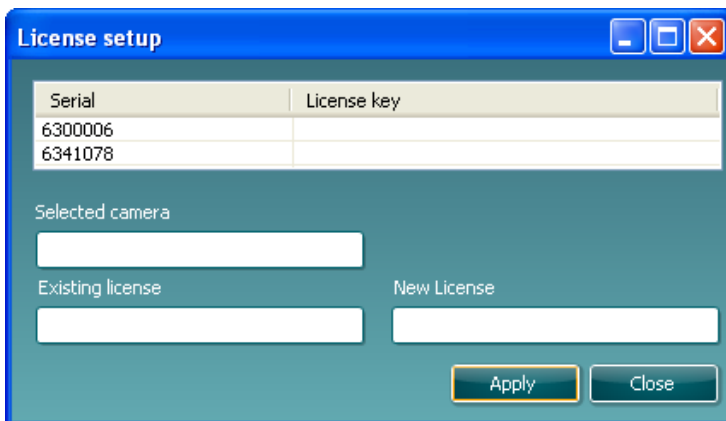 License setup
Serial License key
6300006
6341078
Selected camera
Existing license New License
Apply Close